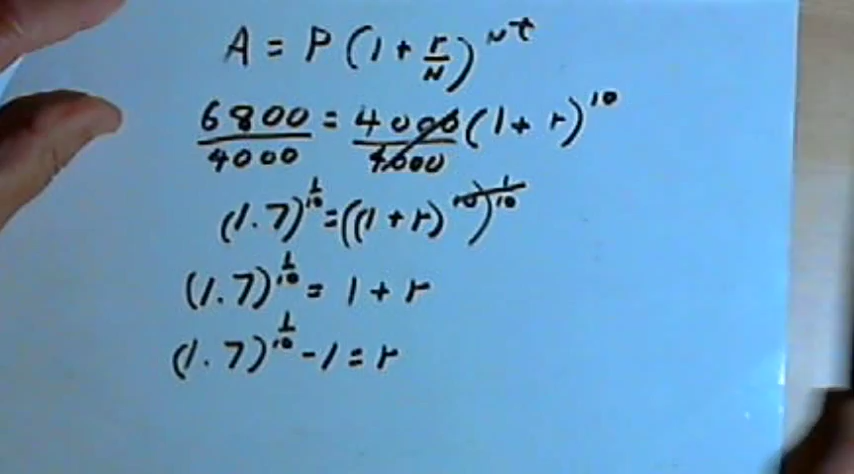 A = P(1 + r/N)^Nt
6800/4000 = 4000/4000 (1 + r)^10
(1.7)^1/10 = ((1 + r)^10)^1/10
(1.7)^1/10 = 1 + r
(1.7)^1/10 - 1 = r